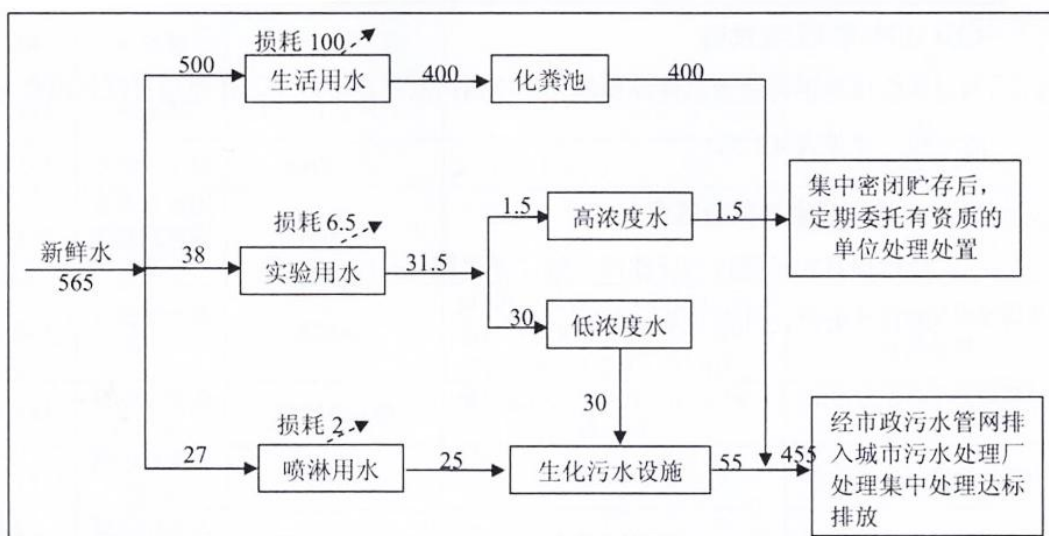 损耗 100
500
生活用水
400
化粪池
400
集中密闭贮存后，
定期委托有资质的
单位处理处置
1.5
高浓度水
1.5
损耗 6.5
新鲜水
565
38
实验用水
31.5
30
低浓度水
30
损耗 2
27
喷淋用水
25
生化污水设施
55
455
经市政污水管网排
入城市污水处理厂
处理集中处理达标
排放